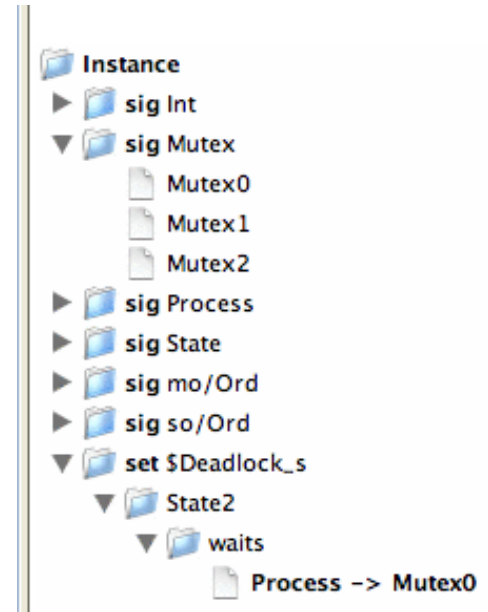 Instance
sig Int
sig Mutex
Mutex0
Mutex1
Mutex2
sig Process
sig State
sig mo/Ord
sig so/Ord
set $Deadlock_s
State2
waits
Process -> Mutex0